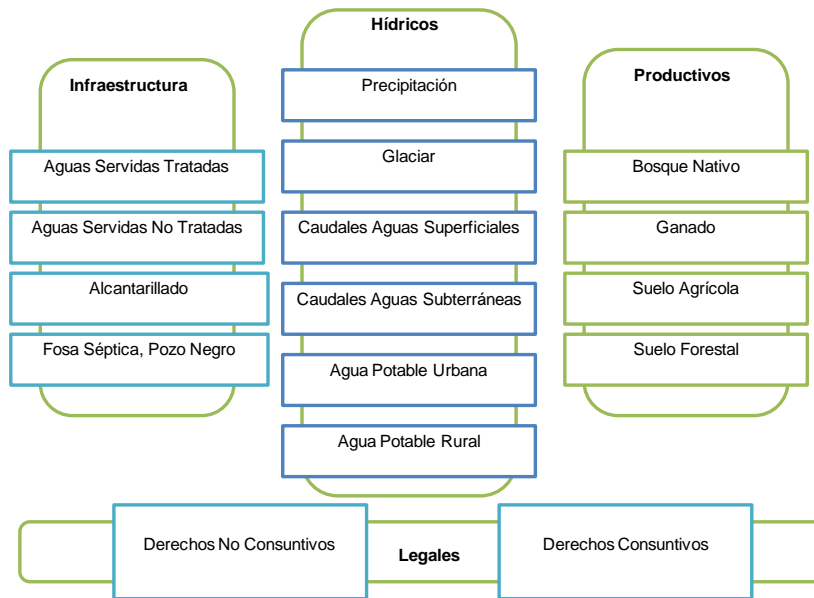 Infraestructura
Aguas Servidas Tratadas
Aguas Servidas No Tratadas
Alcantarillado
Fosa Séptica, Pozo Negro
Hídricos
Precipitación
Glaciar
Caudales Aguas Superficiales
Caudales Aguas Subterráneas
Agua Potable Urbana
Agua Potable Rural
Productivos
Bosque Nativo
Ganado
Suelo Agrícola
Suelo Forestal
Derechos No Consuntivos
Legales
Derechos Consuntivos